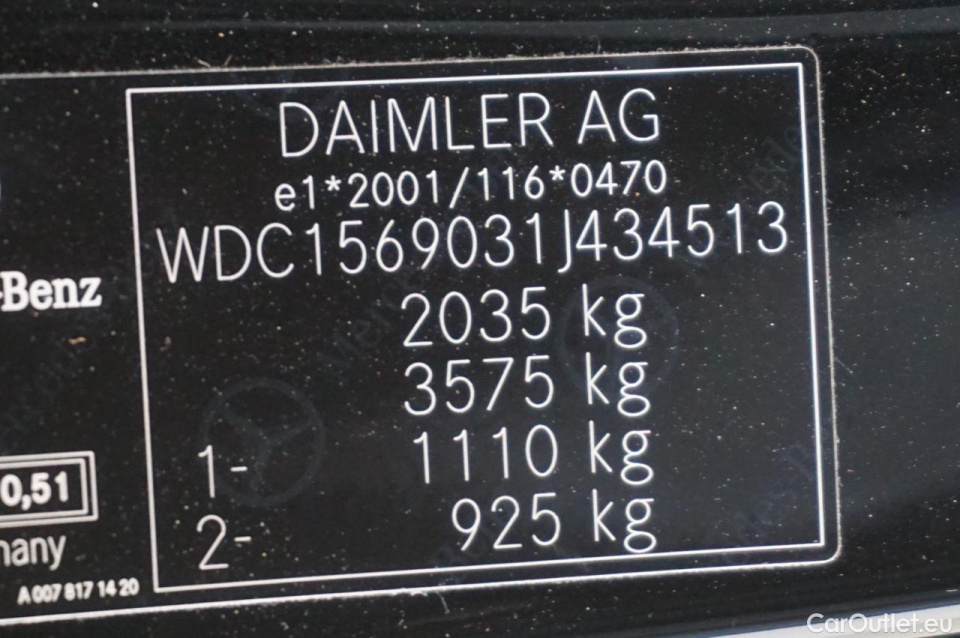 DAIMLER AG
e1*2001/116*0470
WDC1569031J434513
2035 kg
3575 kg
1- 1110 kg
2- 925 kg
-Benz
0,51
many
A 007 817 14 20
CarOutlet.eu